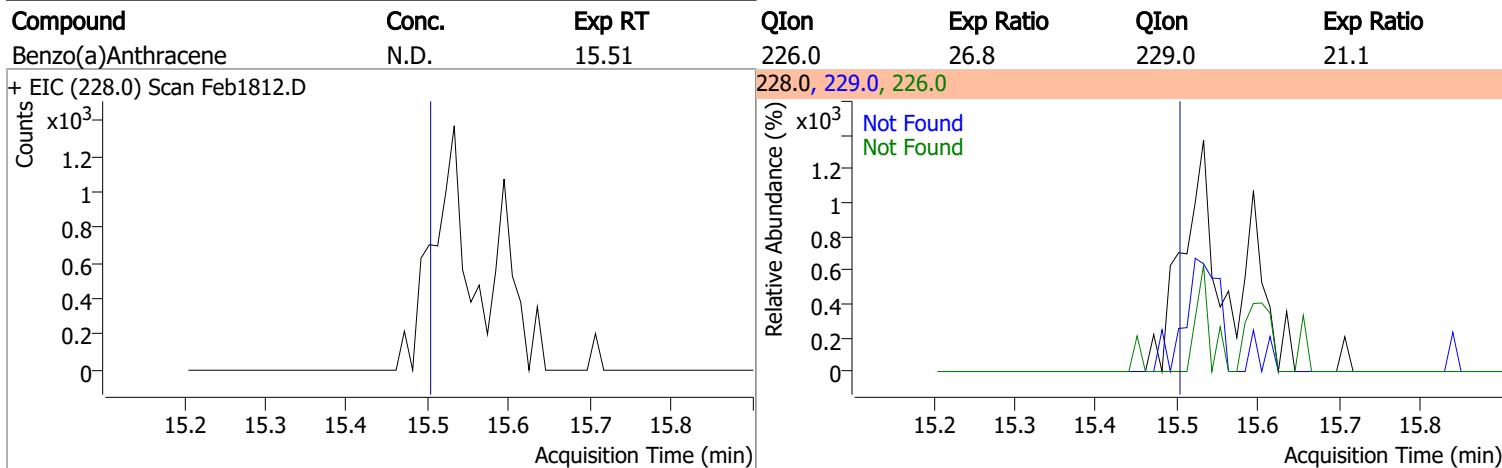 Compound Conc. Exp RT QIon Exp Ratio QIon Exp Ratio
Benzo(a)Anthracene N.D. 15.51 226.0 26.8 229.0 21.1
+ EIC (228.0) Scan Feb1812.D
Counts
x10³
1.2
1
0.8
0.6
0.4
0.2
0
15.2 15.3 15.4 15.5 15.6 15.7 15.8
Acquisition Time (min)
228.0, 229.0, 226.0
Relative Abundance (%)
x10³
Not Found
Not Found
1.2
1
0.8
0.6
0.4
0.2
0
15.2 15.3 15.4 15.5 15.6 15.7 15.8
Acquisition Time (min)